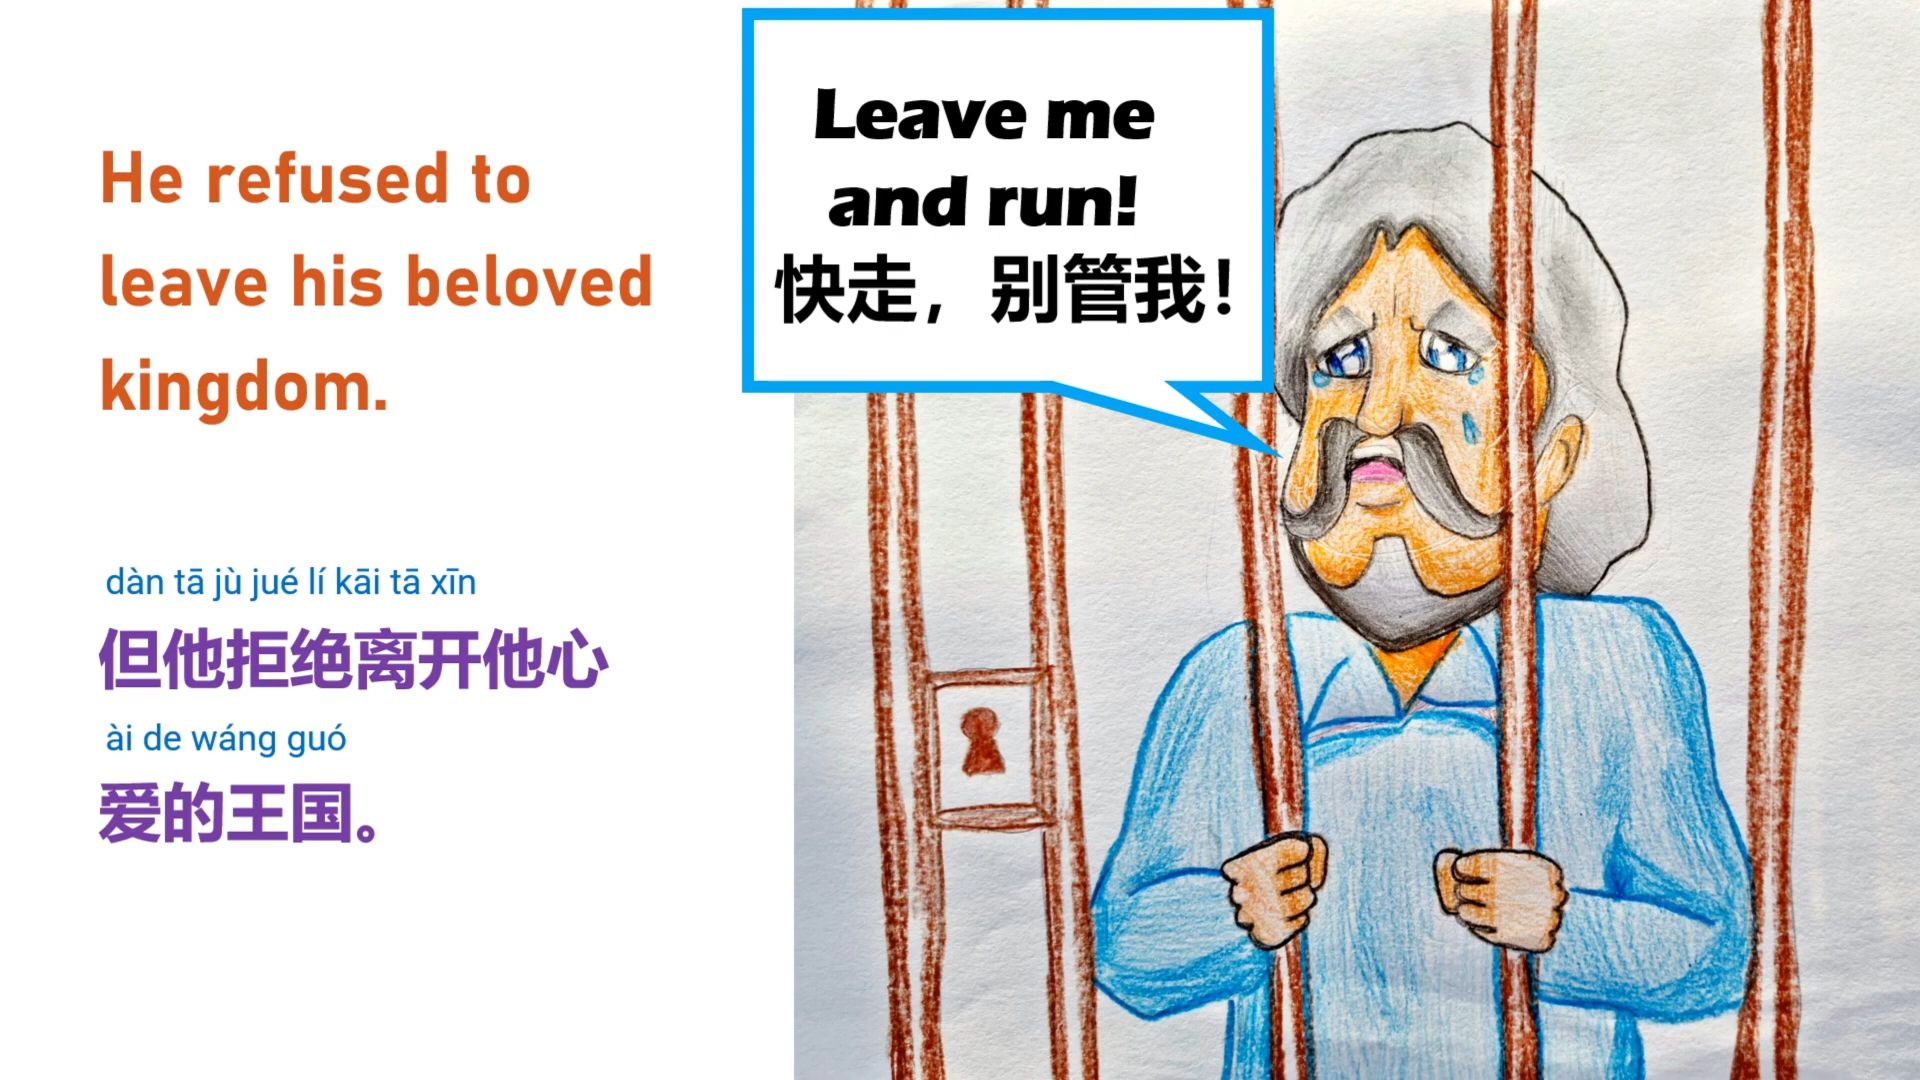 He refused to
leave his beloved
kingdom.
dàn tā jù jué lí kāi tā xīn
但他拒绝离开他心
ài de wáng guó
爱的王国。
Leave me
and run!
快走，别管我！